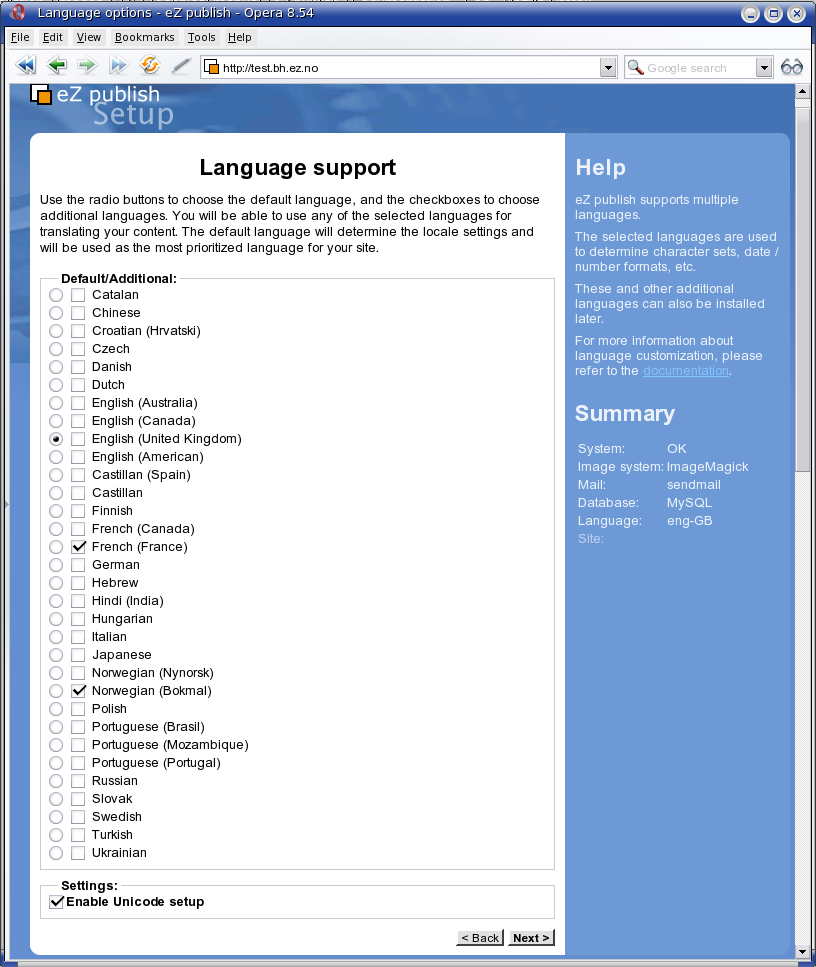 Language options - eZ publish - Opera 8.54
File Edit View Bookmarks Tools Help
http://test.bh.ez.no
Google search
eZ publish
Setup
Language support
Use the radio buttons to choose the default language, and the checkboxes to choose
additional languages. You will be able to use any of the selected languages for
translating your content. The default language will determine the locale settings and
will be used as the most prioritized language for your site.
Default/Additional:
Catalan
Chinese
Croatian (Hrvatski)
Czech
Danish
Dutch
English (Australia)
English (Canada)
English (United Kingdom)
English (American)
Castillan (Spain)
Castillan
Finnish
French (Canada)
French (France)
German
Hebrew
Hindi (India)
Hungarian
Italian
Japanese
Norwegian (Nynorsk)
Norwegian (Bokmal)
Polish
Portuguese (Brasil)
Portuguese (Mozambique)
Portuguese (Portugal)
Russian
Slovak
Swedish
Turkish
Ukrainian
Settings:
Enable Unicode setup
< Back Next >
Help
eZ publish supports multiple
languages.
The selected languages are used
to determine character sets, date /
number formats, etc.
These and other additional
languages can also be installed
later.
For more information about
language customization, please
refer to the documentation.
Summary
System: OK
Image system: ImageMagick
Mail: sendmail
Database: MySQL
Language: eng-GB
Site: